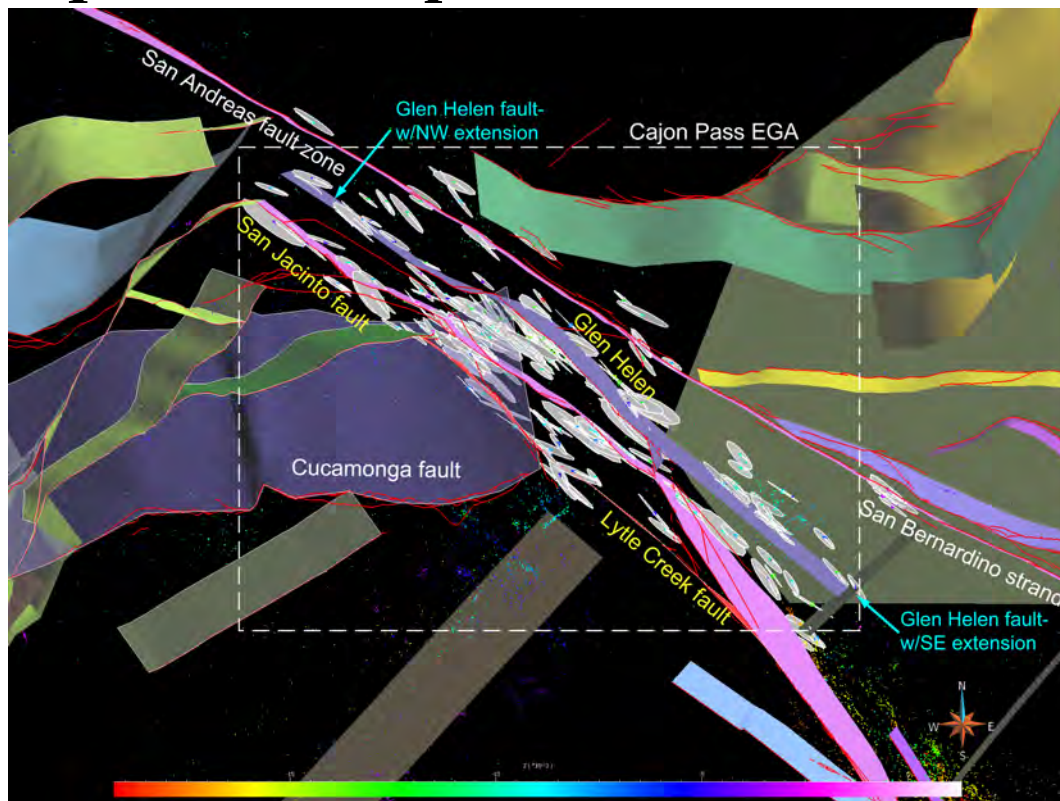 San Andreas fault zone
Glen Helen fault-
w/NW extension
Cajon Pass EGA
San Jacinto fault
Glen Helen
Cucamonga fault
Lytle Creek fault
San Bernardino strand
Glen Helen fault-
w/SE extension
N
W E
S